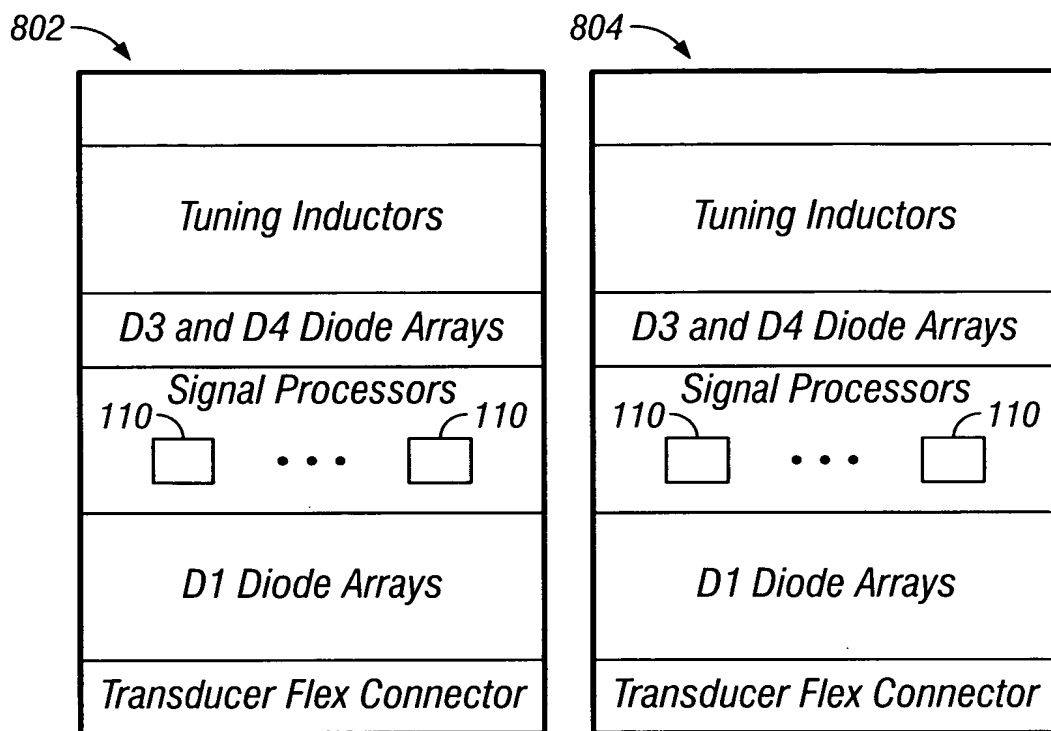 802
Tuning Inductors
D3 and D4 Diode Arrays
Signal Processors
110 110
D1 Diode Arrays
Transducer Flex Connector
804
Tuning Inductors
D3 and D4 Diode Arrays
Signal Processors
110 110
D1 Diode Arrays
Transducer Flex Connector